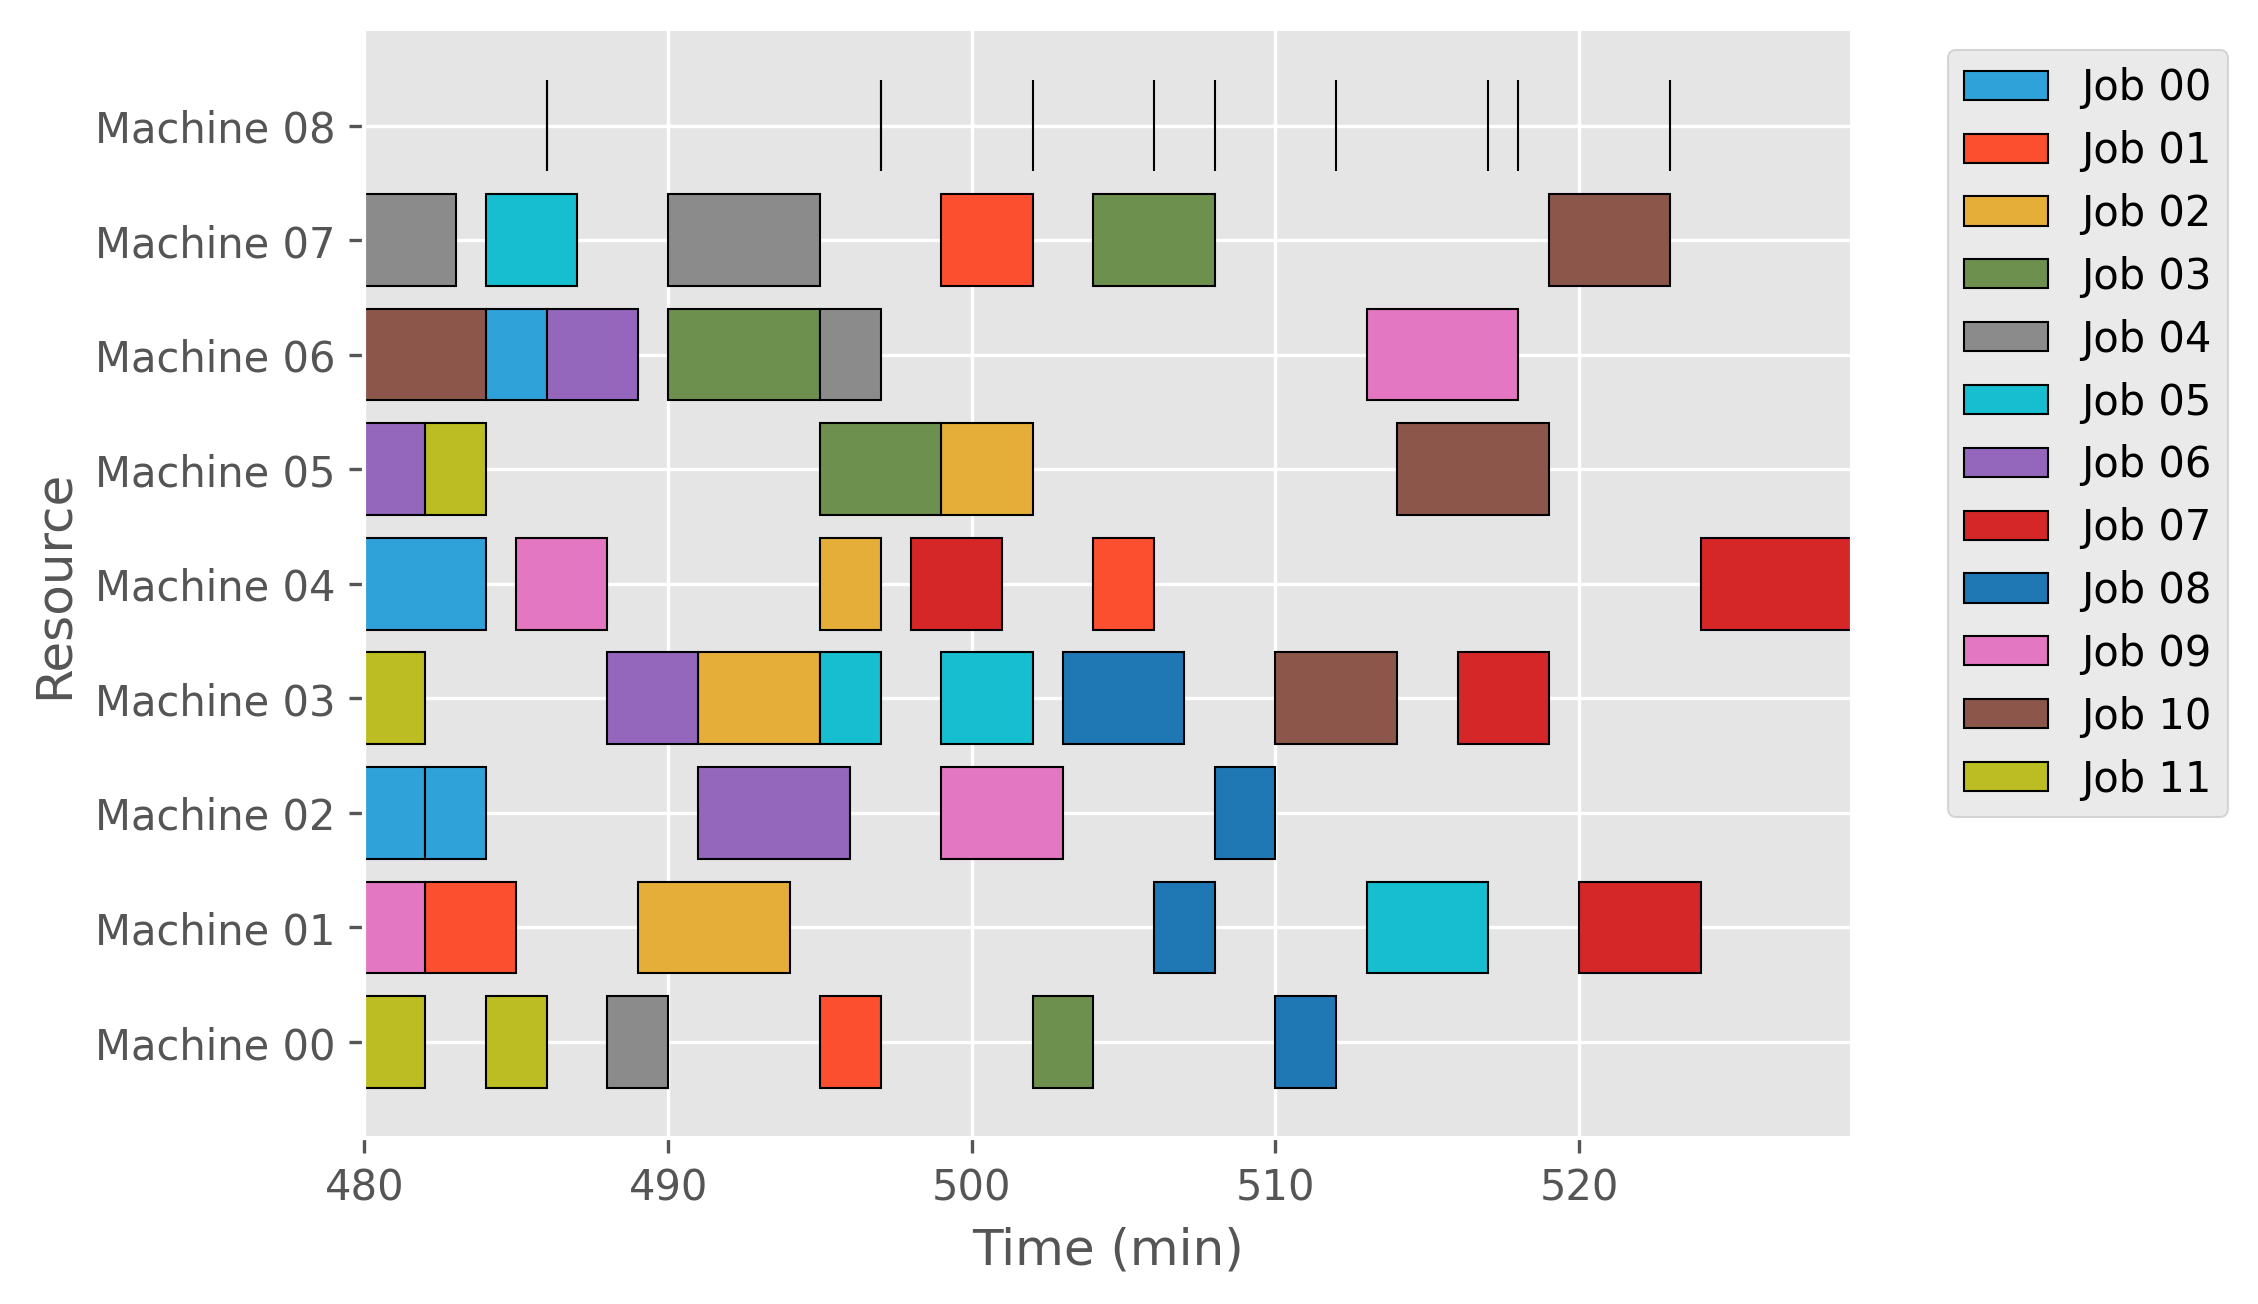 Machine 08
Machine 07
Machine 06
Machine 05
Machine 04
Machine 03
Machine 02
Machine 01
Machine 00
Resource
480 490 500 510 520
Time (min)
Job 00
Job 01
Job 02
Job 03
Job 04
Job 05
Job 06
Job 07
Job 08
Job 09
Job 10
Job 11